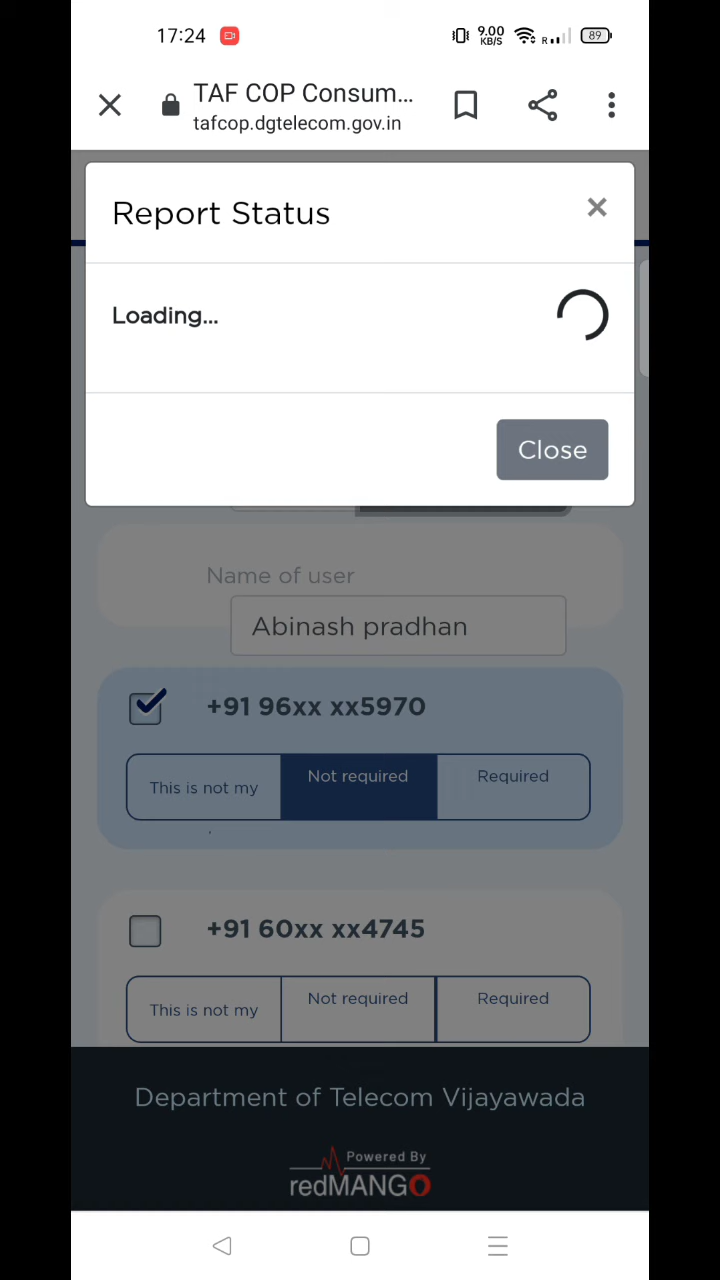 17:24
9.00 KB/S
R
89
TAF COP Consum...
tafcop.dgtelecom.gov.in
Report Status
×
Loading...
Close
Name of user
Abinash pradhan
+91 96xx xx5970
This is not my
Not required
Required
+91 60xx xx4745
This is not my
Not required
Required
Department of Telecom Vijayawada
Powered By
redMANGO